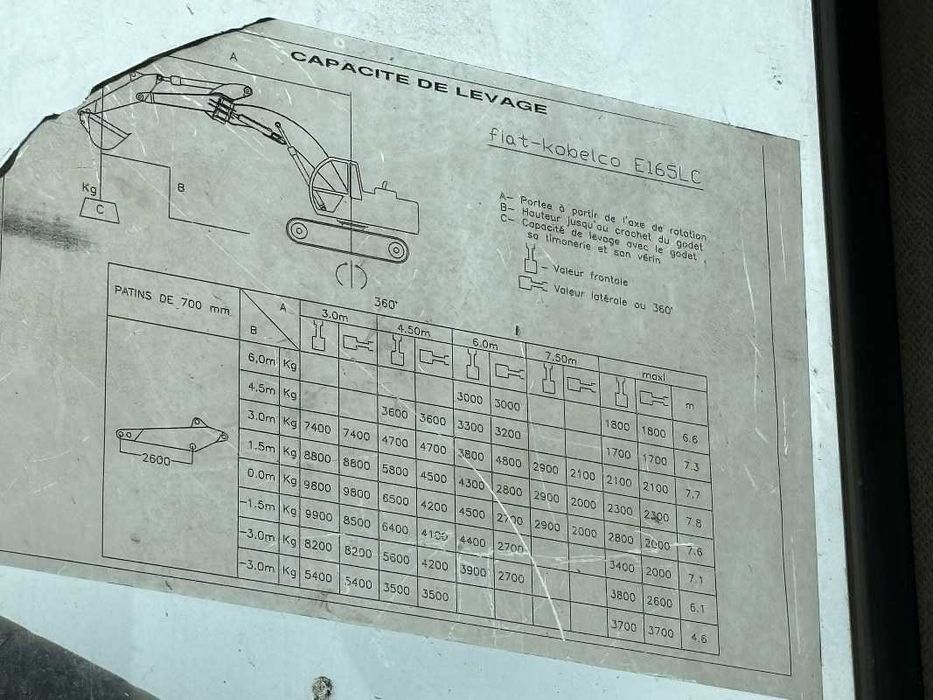 CAPACITE DE LEVAGE
fiat-kobelco E165LC
A
B
Kg
C
360°
A– Portee à partir de l'axe de rotation
B– Hauteur jusqu'au crochet du godet
C– Capacité de levage avec le godet,
sa timonerie et son vérin
– Valeur frontale
– Valeur latérale ou 360°
PATINS DE 700 mm
2600
A B 3.0m 4.50m 6.0m 7.50m maxi
m
6,0m Kg 3000 3000 1800 1800 6.6
4.5m Kg 3600 3600 3300 3200 1700 1700 7.3
3.0m Kg 7400 7400 4700 4700 3800 4800 2900 2100 2100 2100 7.7
1.5m Kg 8800 8800 5800 4500 4300 2800 2900 2000 2300 2300 7.8
0.0m Kg 9800 9800 6500 4200 4500 2700 2900 2000 2800 2000 7.6
–1.5m Kg 9900 8500 6400 4100 4400 2700 3400 2000 7.1
–3.0m Kg 8200 8200 5600 4200 3900 2700 3800 2600 6.1
–3.0m Kg 5400 5400 3500 3500 3700 3700 4.6